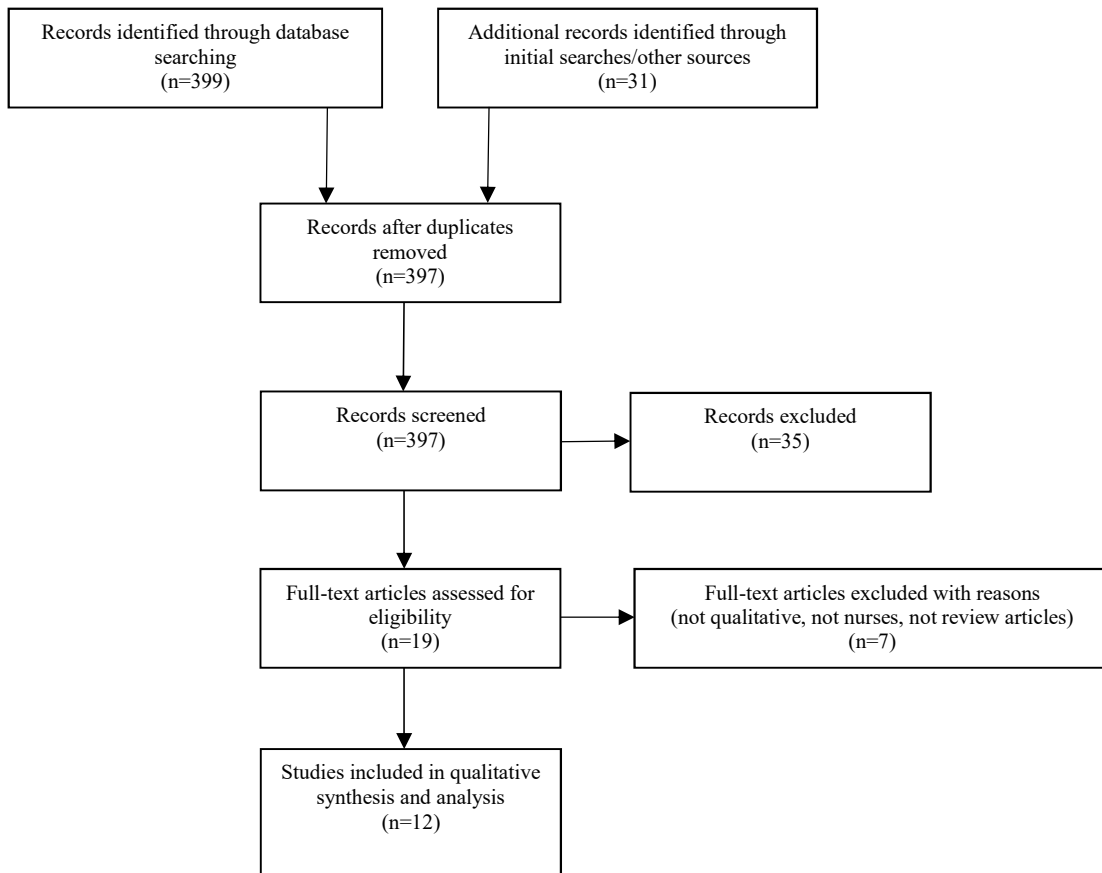 Records identified through database
searching
(n=399)
Additional records identified through
initial searches/other sources
(n=31)
Records after duplicates
removed
(n=397)
Records screened
(n=397)
Records excluded
(n=35)
Full-text articles assessed for
eligibility
(n=19)
Full-text articles excluded with reasons
(not qualitative, not nurses, not review articles)
(n=7)
Studies included in qualitative
synthesis and analysis
(n=12)